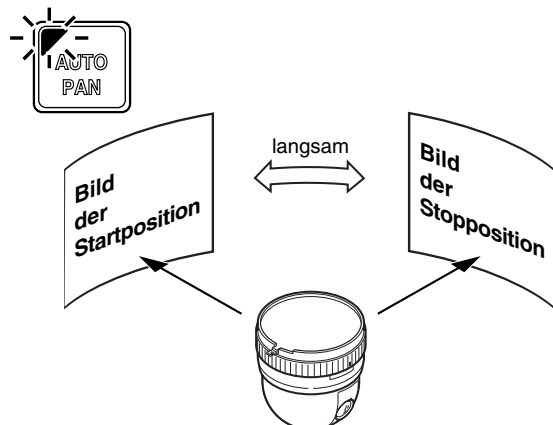 AUTO
PAN
langsam
Bild
der
Startposition
Bild
der
Stopposition